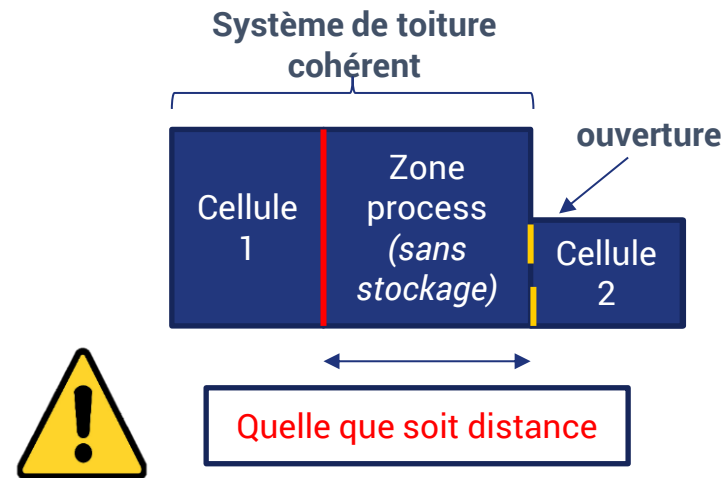 Système de toiture
cohérent
ouverture
Cellule
1
Zone
process
(sans
stockage)
Cellule
2
Quelle que soit distance